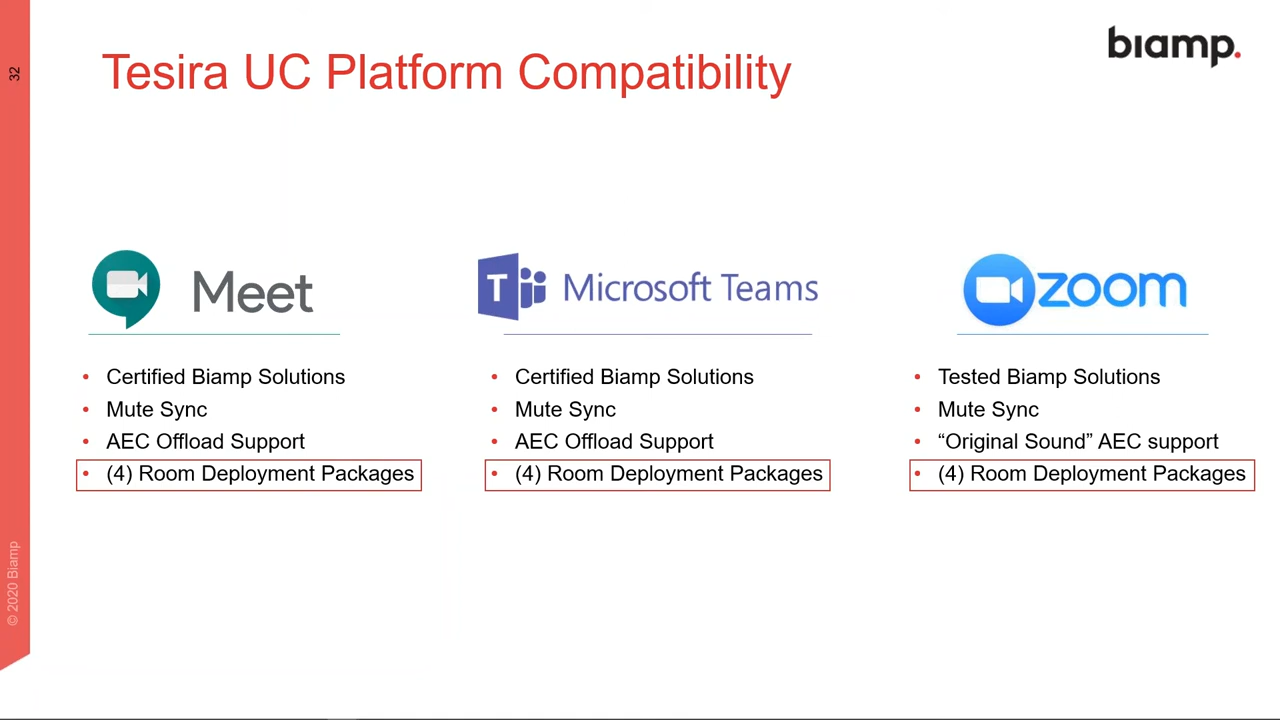 32
Tesira UC Platform Compatibility
biamp.
Meet
• Certified Biamp Solutions
• Mute Sync
• AEC Offload Support
• (4) Room Deployment Packages
T
Microsoft Teams
• Certified Biamp Solutions
• Mute Sync
• AEC Offload Support
• (4) Room Deployment Packages
zoom
• Tested Biamp Solutions
• Mute Sync
• “Original Sound” AEC support
• (4) Room Deployment Packages
© 2020 Biamp